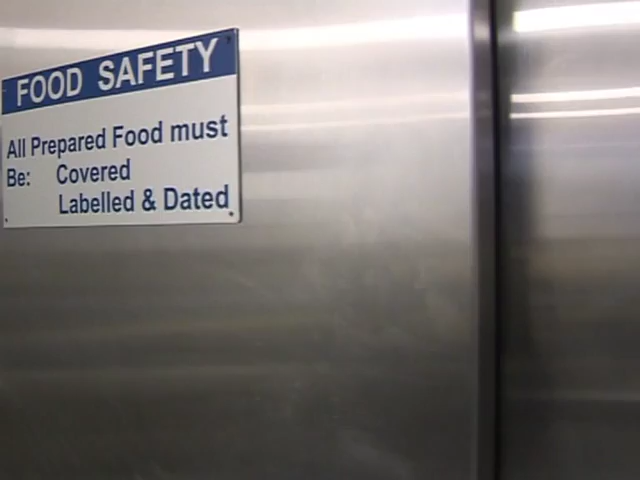 FOOD SAFETY
All Prepared Food must
Be: Covered
Labelled & Dated